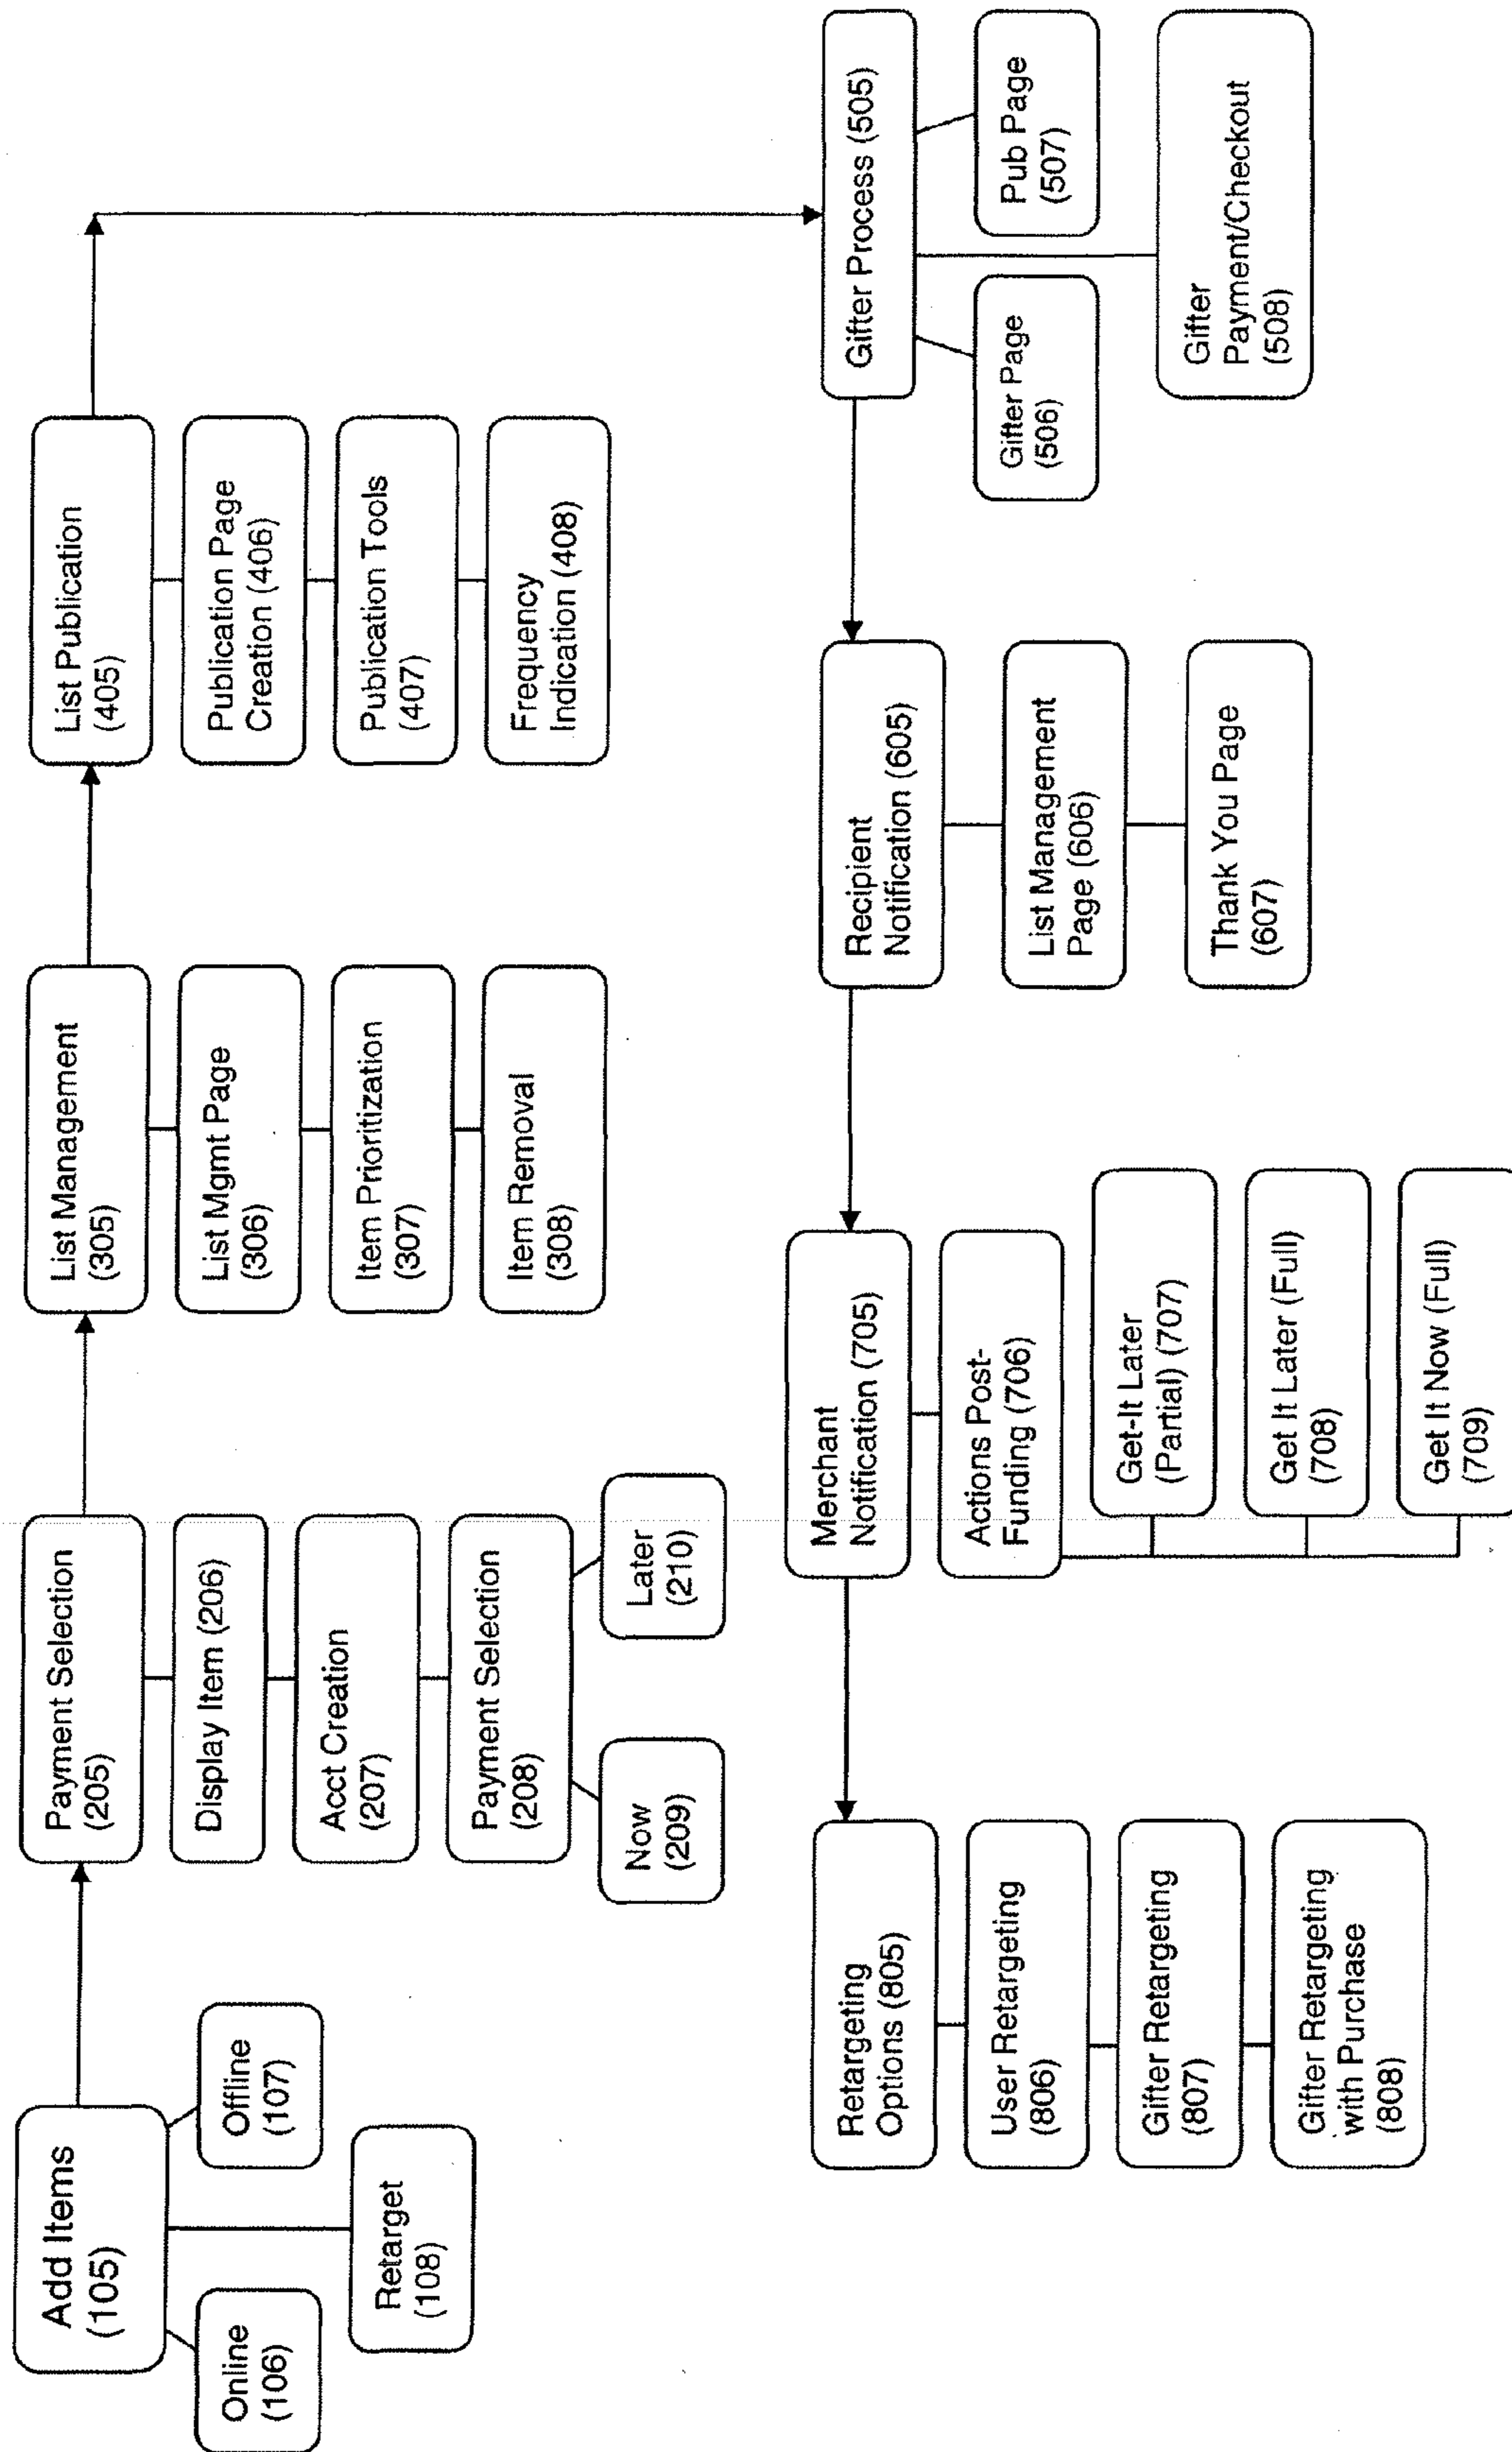 Add Items
(105)
Online
(106)
Offline
(107)
Retarget
(108)
Payment Selection
(205)
Display Item (206)
Acct Creation
(207)
Payment Selection
(208)
Now
(209)
Later
(210)
List Management
(305)
List Mgmt Page
(306)
Item Prioritization
(307)
Item Removal
(308)
List Publication
(405)
Publication Page
Creation (406)
Publication Tools
(407)
Frequency
Indication (408)
Gifter Process (505)
Gifter Page
(506)
Pub Page
(507)
Gifter
Payment/Checkout
(508)
Recipient
Notification (605)
List Management
Page (606)
Thank You Page
(607)
Merchant
Notification (705)
Actions Post-
Funding (706)
Get-It Later
(Partial) (707)
Get It Later (Full)
(708)
Get It Now (Full)
(709)
Retargeting
Options (805)
User Retargeting
(806)
Gifter Retargeting
(807)
Gifter Retargeting
with Purchase
(808)